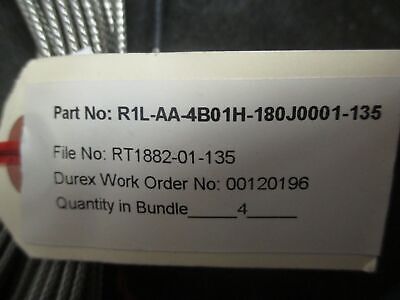 Part No: R1L-AA-4B01H-180J0001-135
File No: RT1882-01-135
Durex Work Order No: 00120196
Quantity in Bundle_____4_____